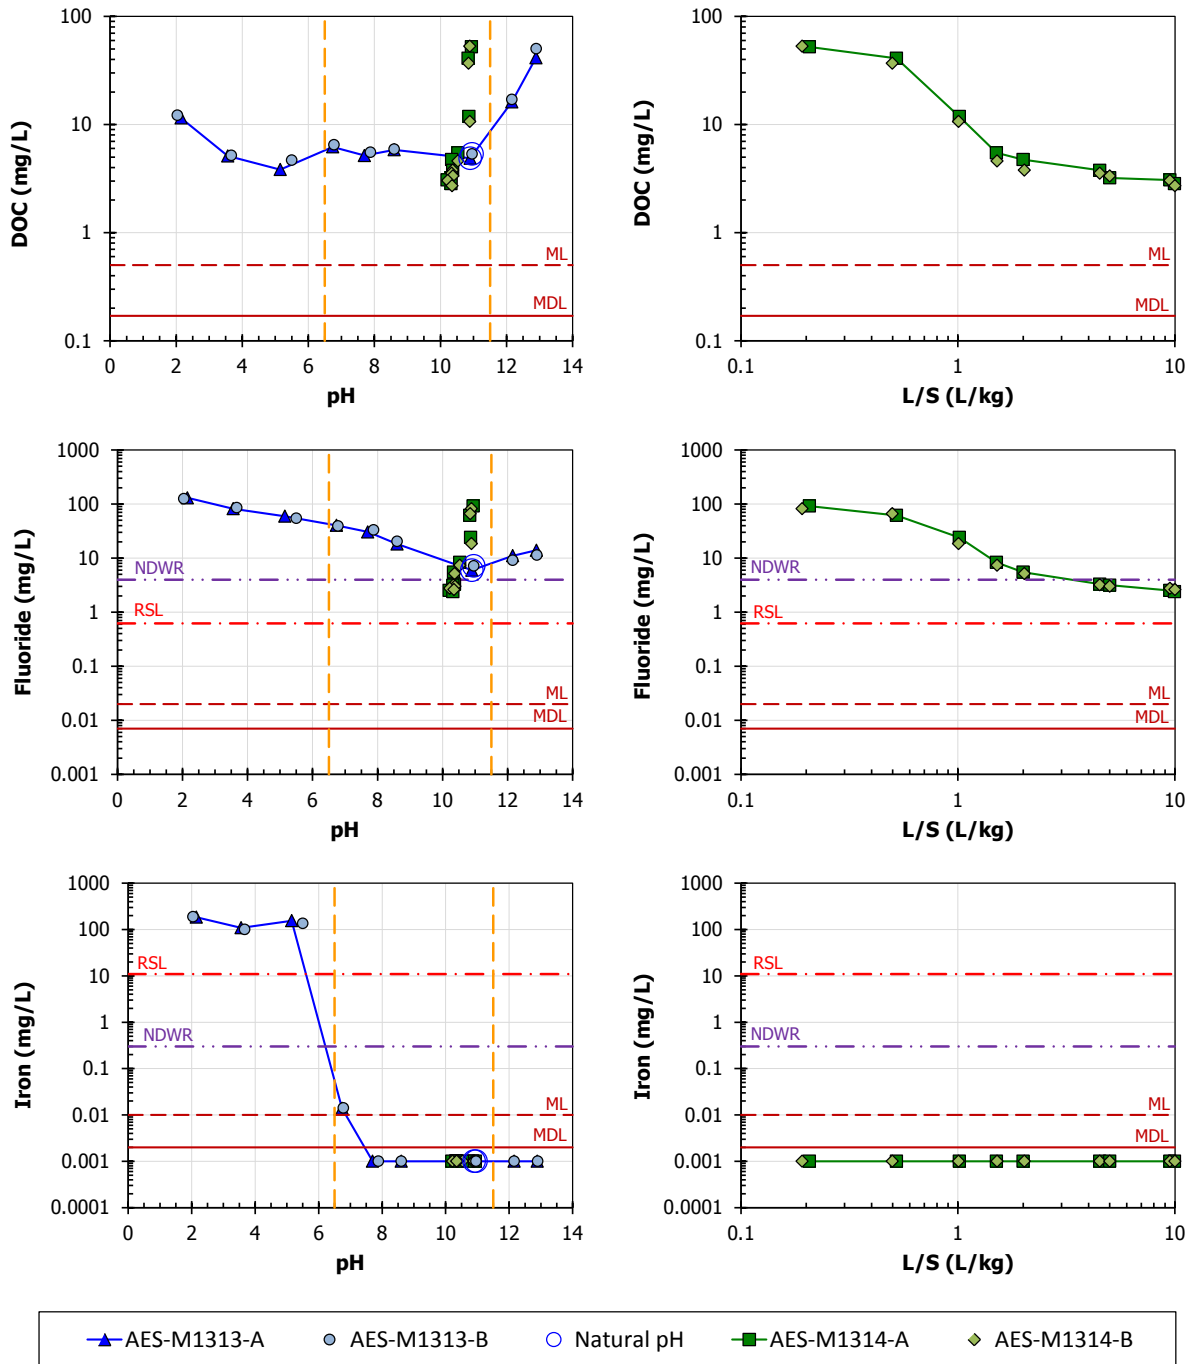 100
10
1
0.1
DOC (mg/L)
ML
MDL
0 2 4 6 8 10 12 14
pH
100
10
1
0.1
DOC (mg/L)
ML
MDL
0.1 1 10
L/S (L/kg)
1000
100
10
1
0.1
0.01
0.001
Fluoride (mg/L)
NDWR
RSL
ML
MDL
0 2 4 6 8 10 12 14
pH
1000
100
10
1
0.1
0.01
0.001
Fluoride (mg/L)
NDWR
RSL
ML
MDL
0.1 1 10
L/S (L/kg)
1000
100
10
1
0.1
0.01
0.001
0.0001
Iron (mg/L)
RSL
NDWR
ML
MDL
0 2 4 6 8 10 12 14
pH
1000
100
10
1
0.1
0.01
0.001
0.0001
Iron (mg/L)
RSL
NDWR
ML
MDL
0.1 1 10
L/S (L/kg)
AES-M1313-A AES-M1313-B Natural pH AES-M1314-A AES-M1314-B